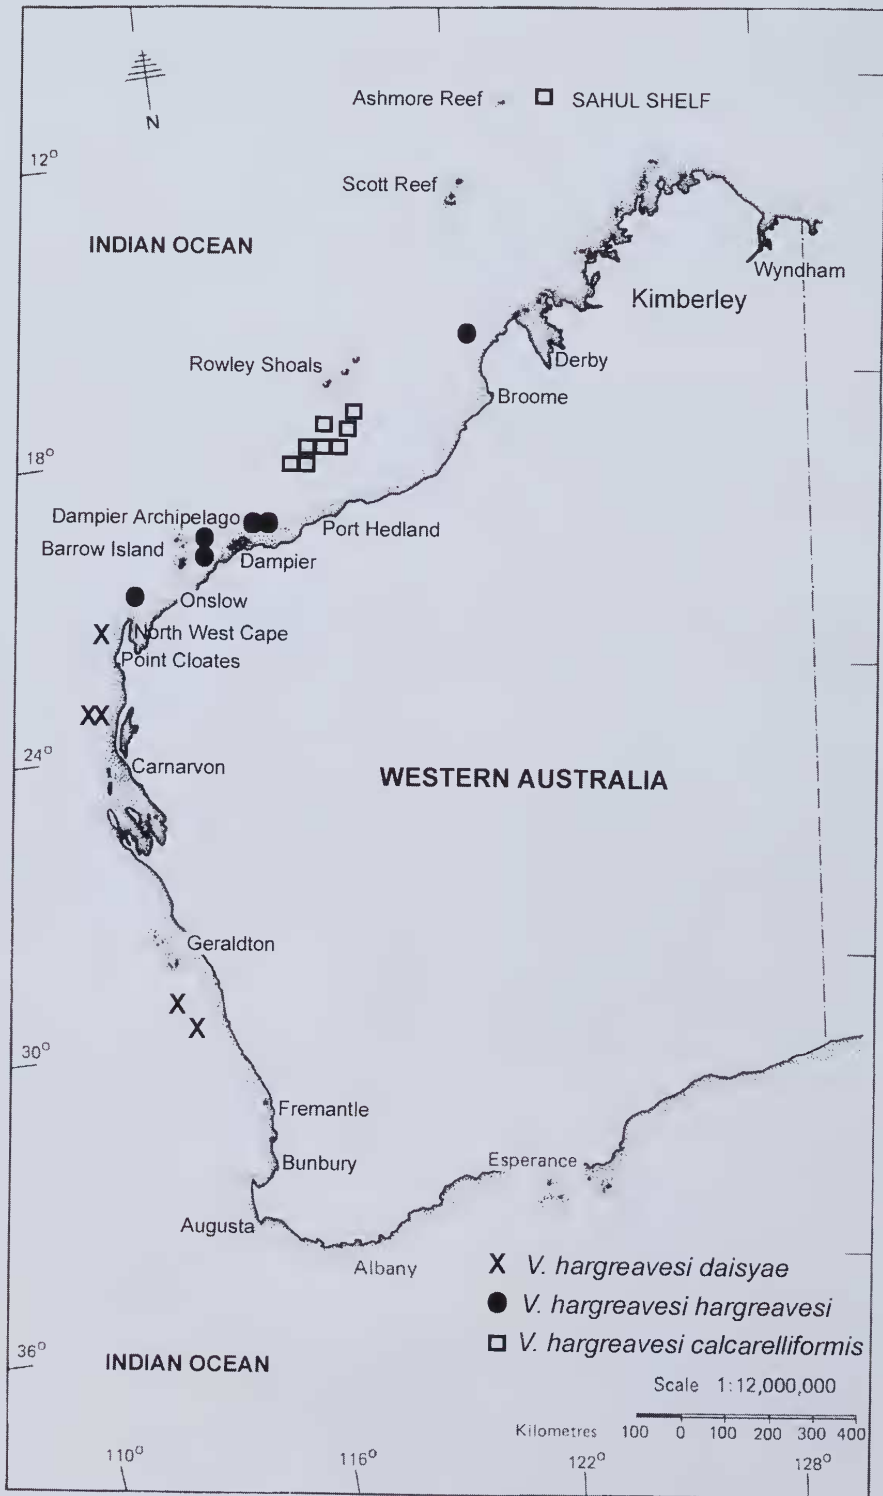 N
Ashmore Reef
SAHUL SHELF
12°
Scott Reef
INDIAN OCEAN
Wyndham
Kimberley
Rowley Shoals
Derby
Broome
18°
Dampier Archipelago
Port Hedland
Barrow Island
Dampier
Onslow
X North West Cape
Point Cloates
XX
24°
Carnarvon
WESTERN AUSTRALIA
Geraldton
X
X
30°
Fremantle
Bunbury
Esperance
Augusta
Albany
X V. hargreavesi daisyae
V. hargreavesi hargreavesi
V. hargreavesi calcarelliformis
36°
INDIAN OCEAN
Scale 1:12,000,000
Kilometres 100 0 100 200 300 400
110° 116° 122° 128°